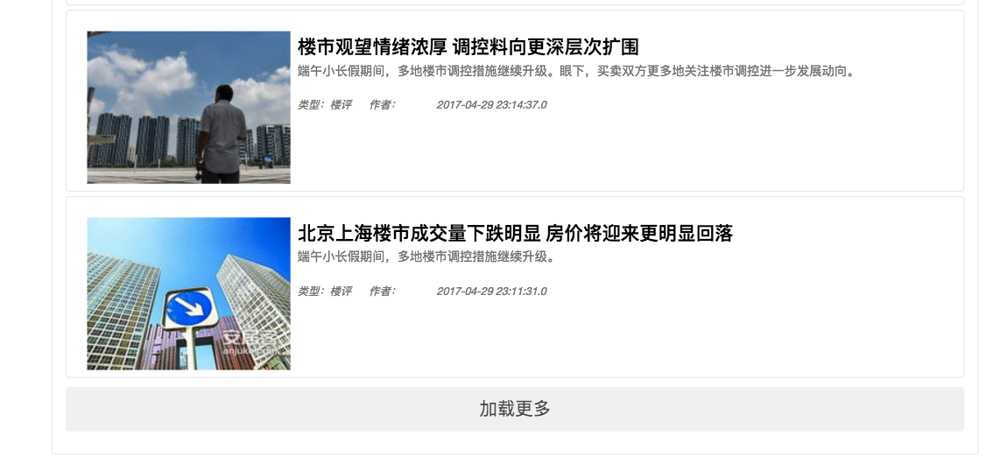 楼市观望情绪浓厚 调控料向更深层次扩围
端午小长假期间，多地楼市调控措施继续升级。眼下，买卖双方更多地关注楼市调控进一步发展动向。
类型：楼评 作者： 2017-04-29 23:14:37.0
北京上海楼市成交量下跌明显 房价将迎来更明显回落
端午小长假期间，多地楼市调控措施继续升级。
类型：楼评 作者： 2017-04-29 23:11:31.0
安居客
加载更多